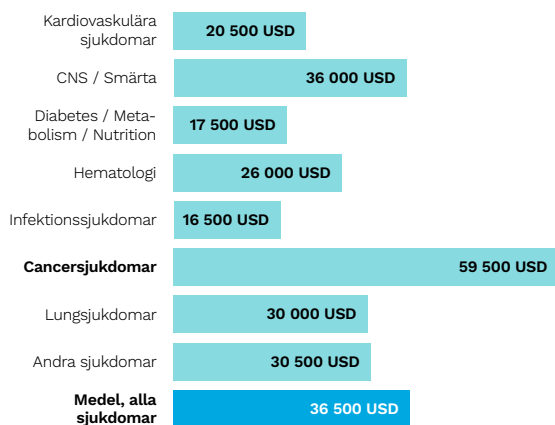 Kardiovaskulära
sjukdomar
20 500 USD
CNS / Smärta
36 000 USD
Diabetes / Meta-
bolism / Nutrition
17 500 USD
Hematologi
26 000 USD
Infektionssjukdomar
16 500 USD
Cancersjukdomar
59 500 USD
Lungsjukdomar
30 000 USD
Andra sjukdomar
30 500 USD
Medel, alla
sjukdomar
36 500 USD